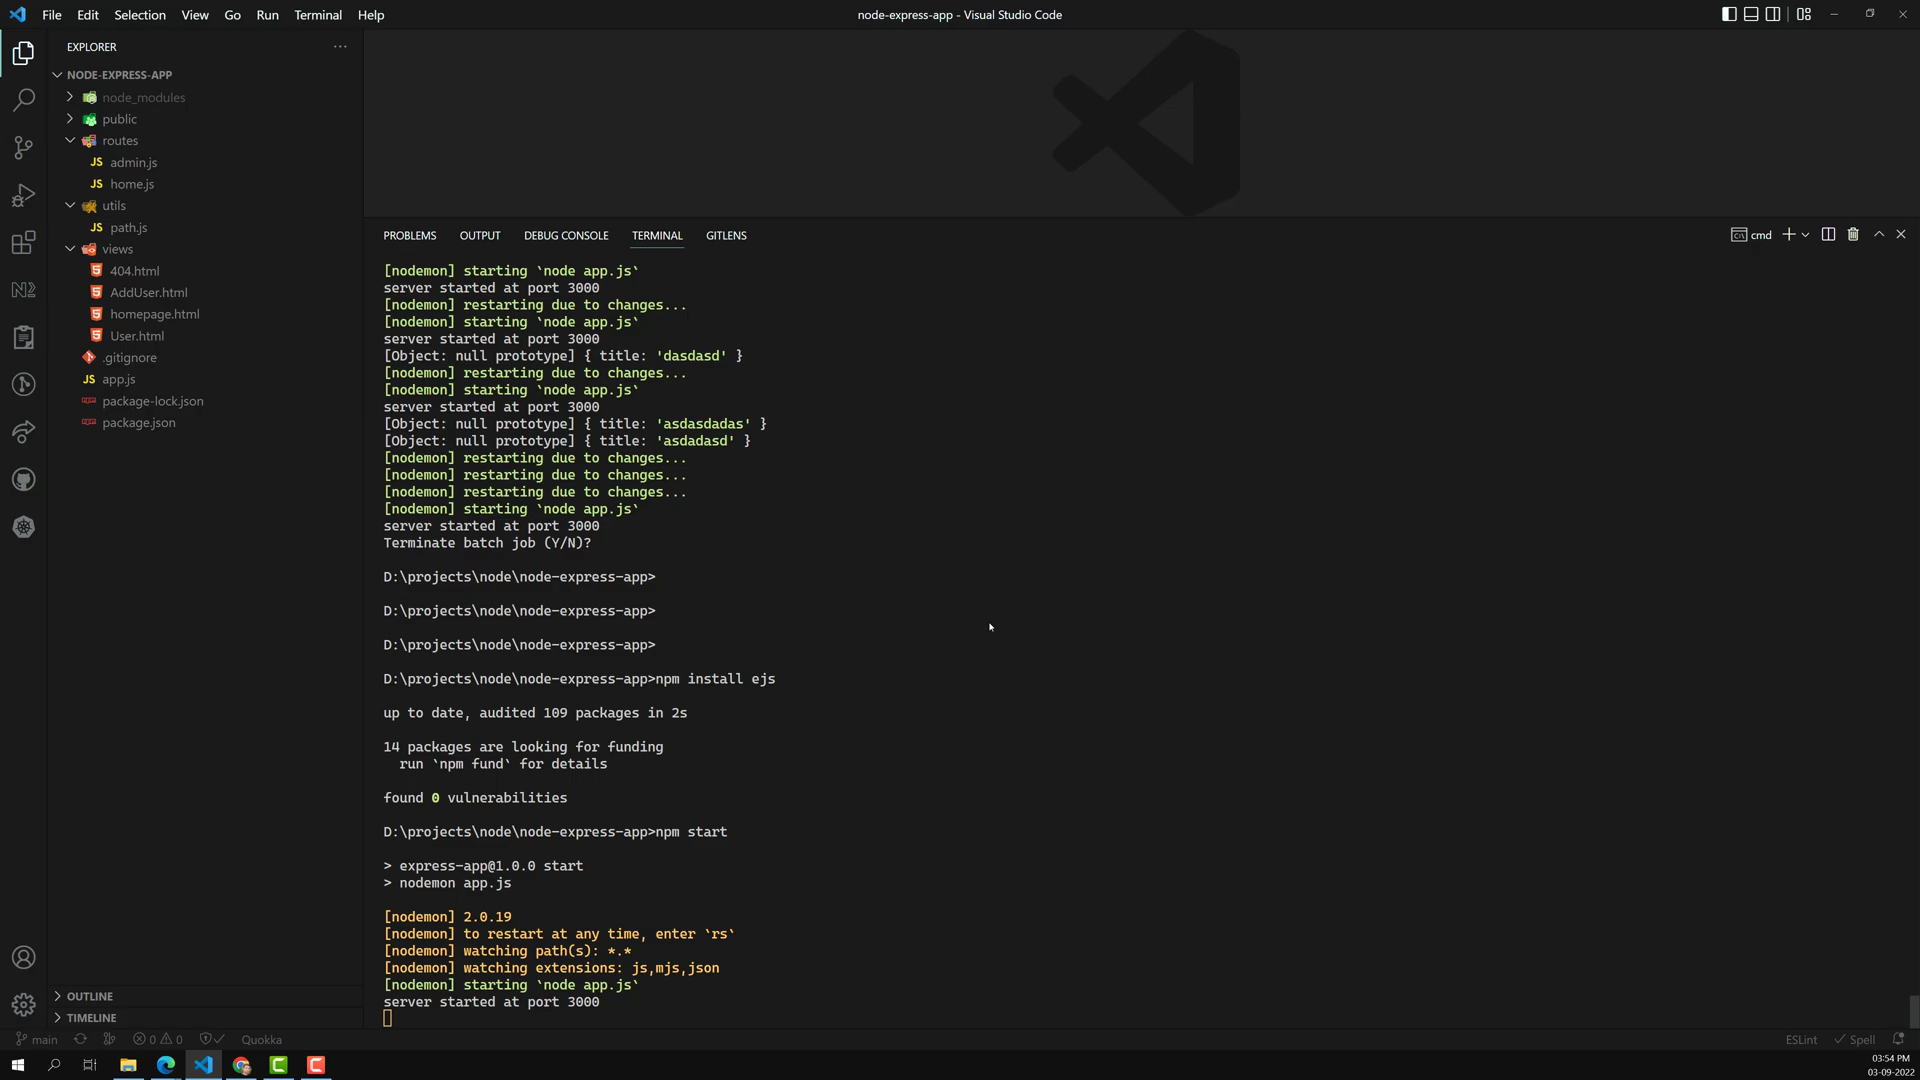 File Edit Selection View Go Run Terminal Help
node-express-app - Visual Studio Code
EXPLORER
NODE-EXPRESS-APP
node_modules
public
routes
JS admin.js
JS home.js
utils
JS path.js
views
404.html
AddUser.html
homepage.html
User.html
.gitignore
JS app.js
package-lock.json
package.json
OUTLINE
TIMELINE
PROBLEMS OUTPUT DEBUG CONSOLE TERMINAL GITLENS
cmd
[nodemon] starting `node app.js`
server started at port 3000
[nodemon] restarting due to changes...
[nodemon] starting `node app.js`
server started at port 3000
[Object: null prototype] { title: 'dasdasd' }
[nodemon] restarting due to changes...
[nodemon] starting `node app.js`
server started at port 3000
[Object: null prototype] { title: 'asdasdadas' }
[Object: null prototype] { title: 'asdadasd' }
[nodemon] restarting due to changes...
[nodemon] restarting due to changes...
[nodemon] restarting due to changes...
[nodemon] starting `node app.js`
server started at port 3000
Terminate batch job (Y/N)?
D:\projects\node\node-express-app>
D:\projects\node\node-express-app>
D:\projects\node\node-express-app>
D:\projects\node\node-express-app>npm install ejs
up to date, audited 109 packages in 2s
14 packages are looking for funding
run `npm fund` for details
found 0 vulnerabilities
D:\projects\node\node-express-app>npm start
> express-app@1.0.0 start
> nodemon app.js
[nodemon] 2.0.19
[nodemon] to restart at any time, enter `rs`
[nodemon] watching path(s): *.*
[nodemon] watching extensions: js,mjs,json
[nodemon] starting `node app.js`
server started at port 3000
main 0 0 Quokka
ESLint Spell
03:54 PM
03-09-2022